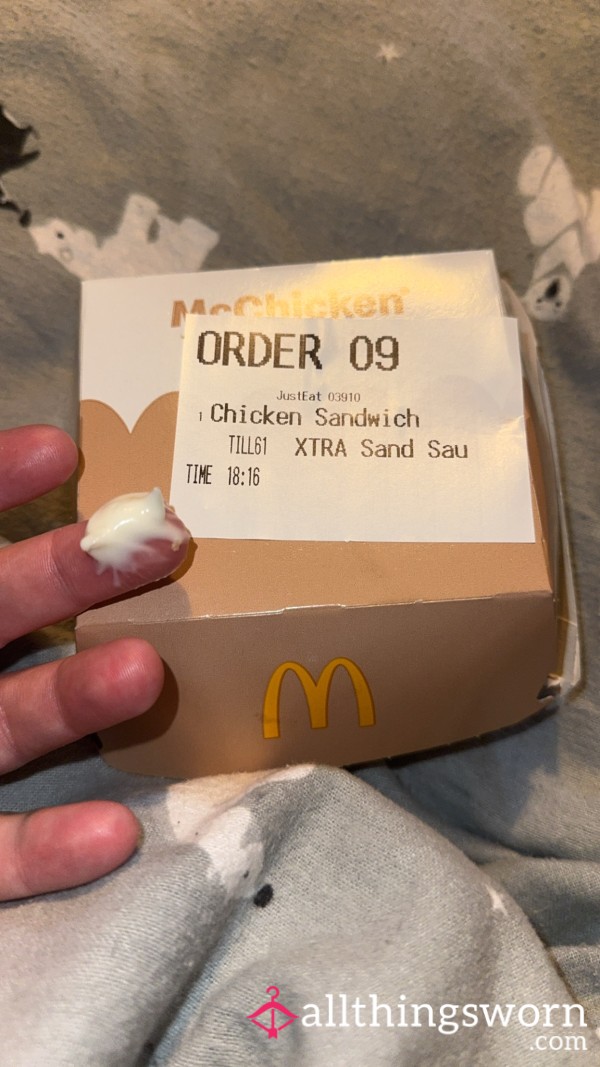 McChicken
ORDER 09
JustEat 03910
1 Chicken Sandwich
TILL61 XTRA Sand Sau
TIME 18:16
allthingsworn
.com